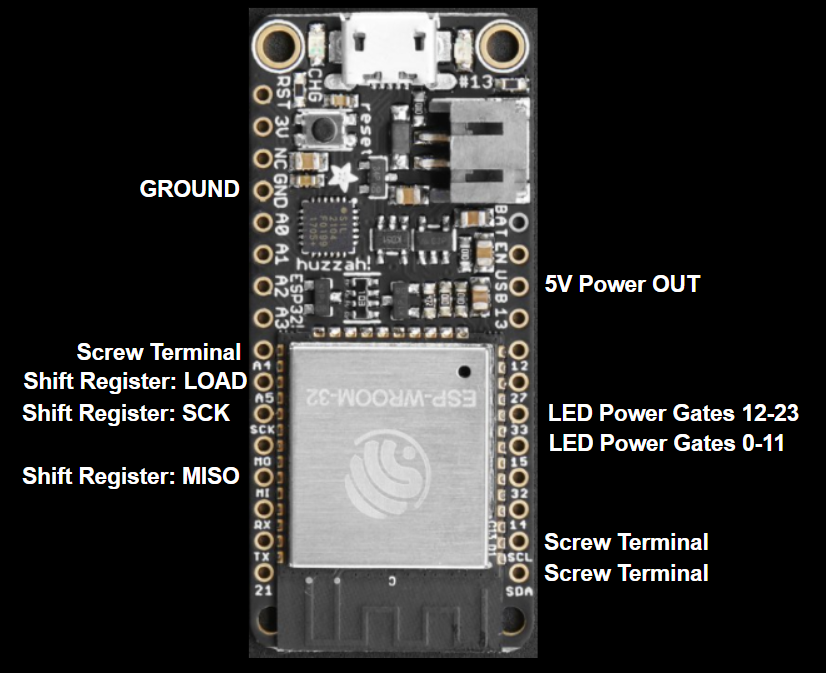 #13
CHG
RST
3V
NC
GND
A0
A1
A2
A3
reset
GROUND
BAT
EN
USB
13
huzzah!
ESP32
5V Power OUT
Screw Terminal
A4
12
Shift Register: LOAD
A5
27
ESP-WROOM-32
Shift Register: SCK
SCK
33
LED Power Gates 12-23
LED Power Gates 0-11
MO
15
Shift Register: MISO
MI
32
RX
14
TX
SCL
Screw Terminal
21
SDA
Screw Terminal
C